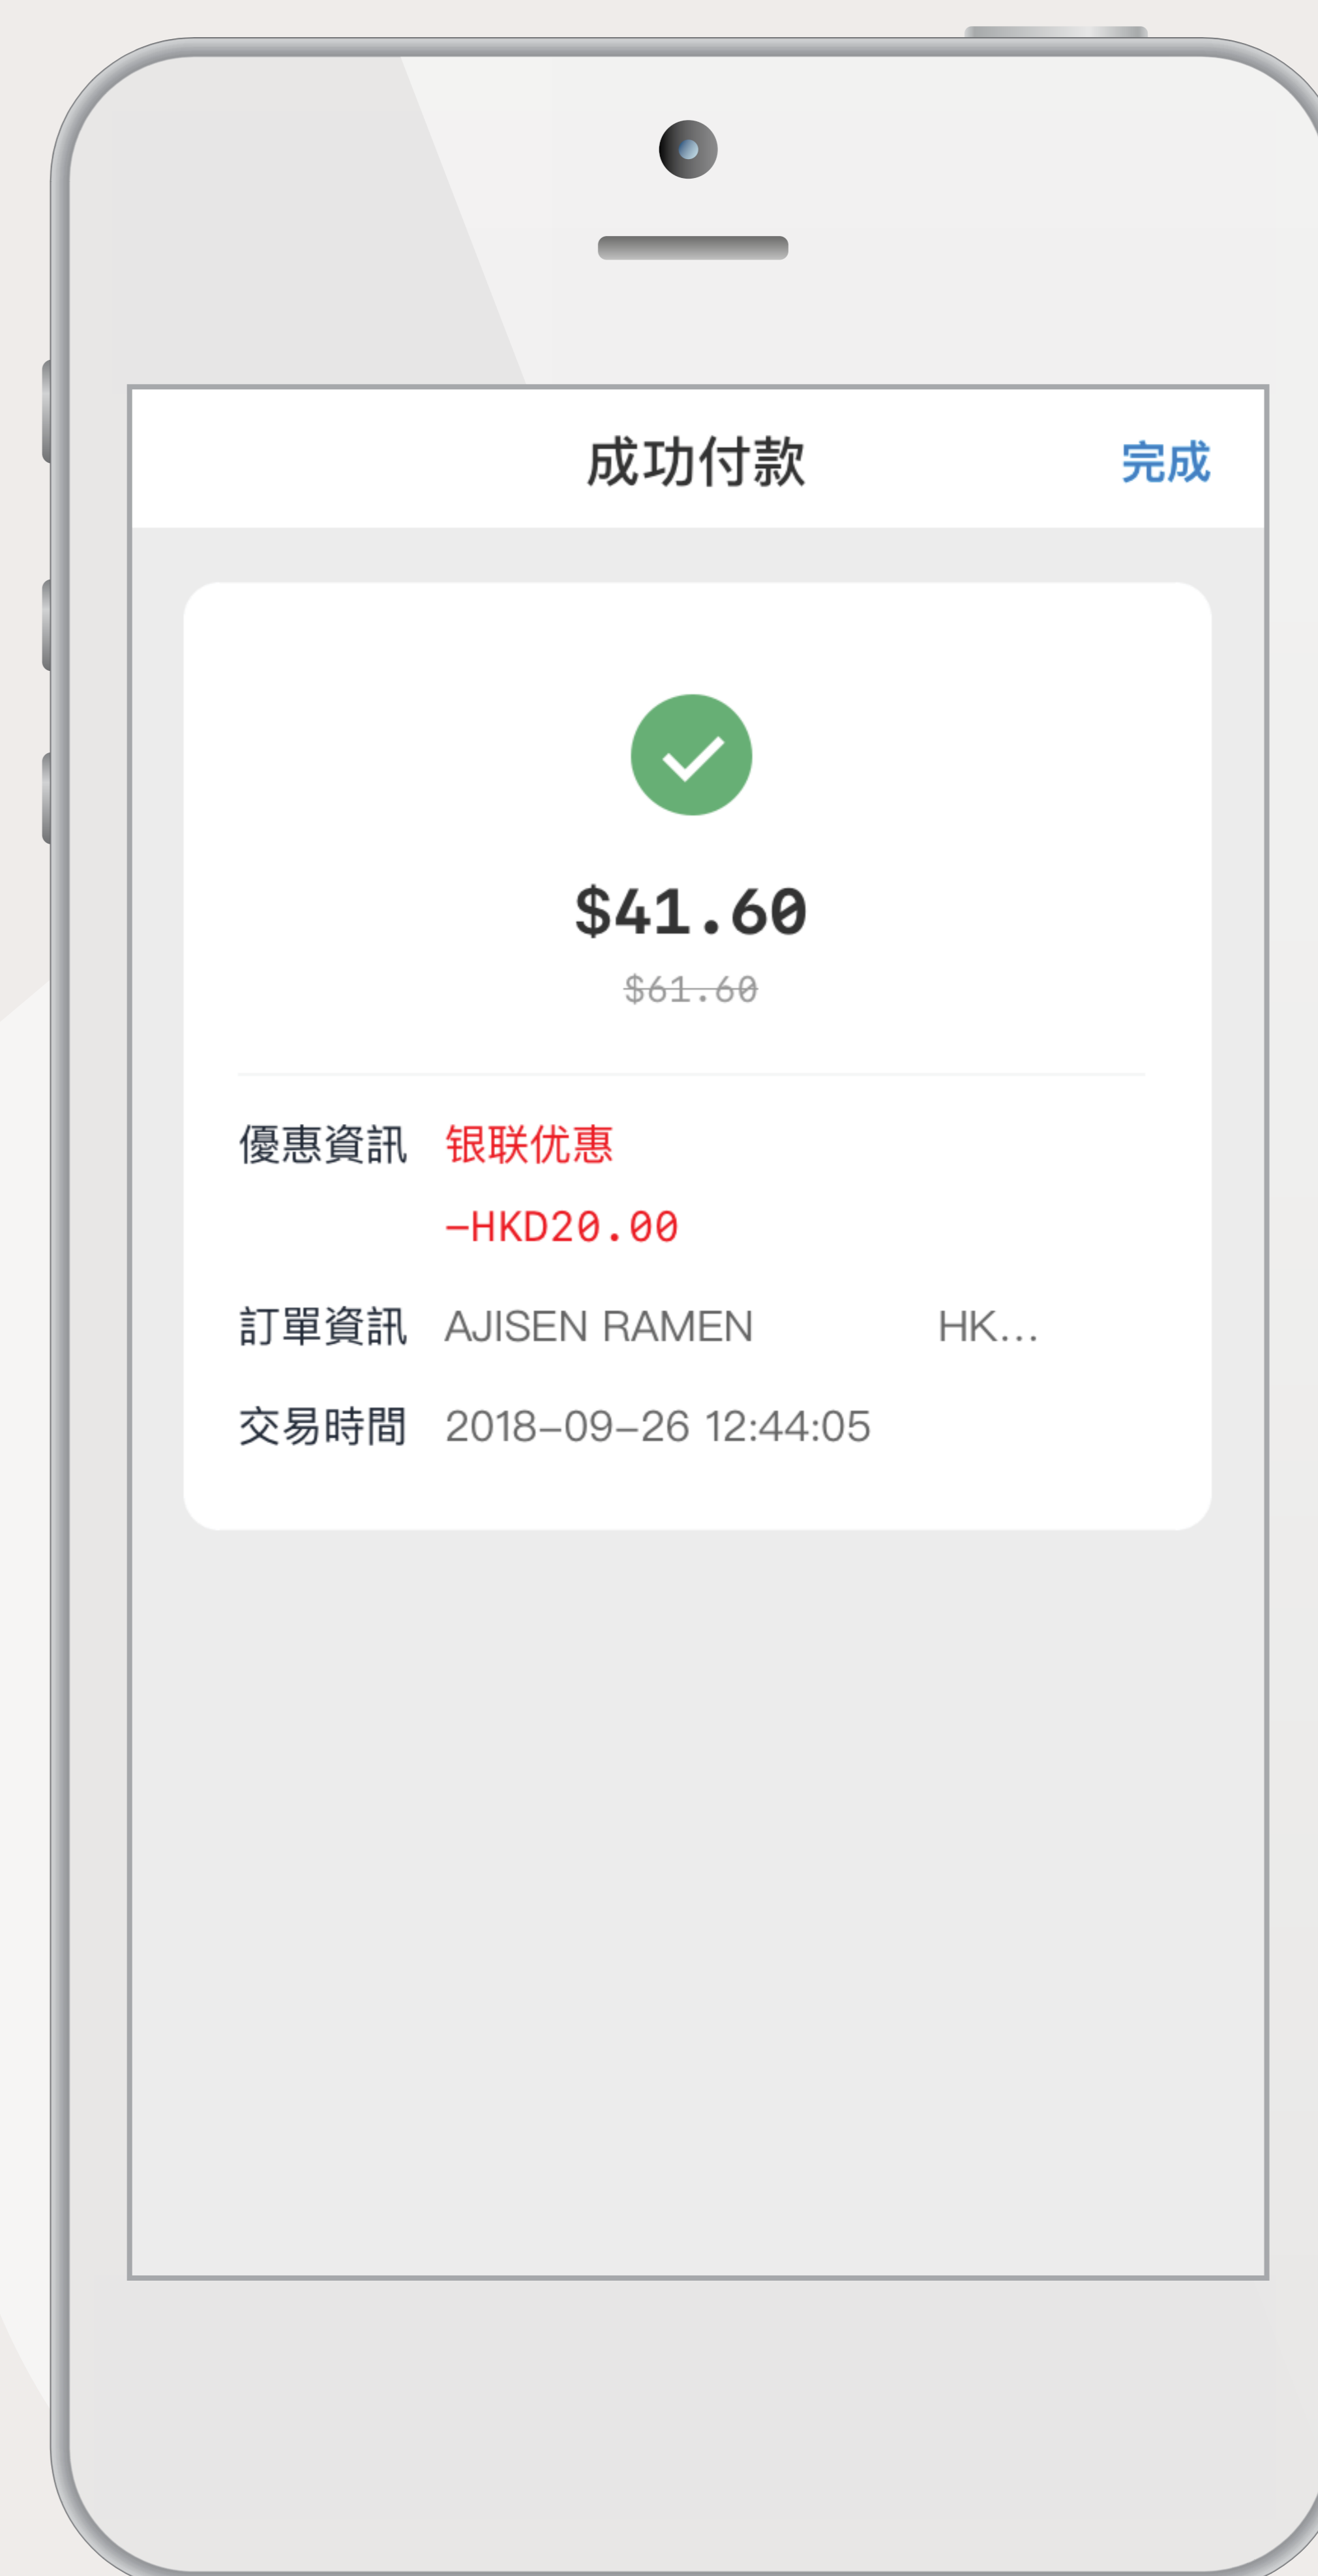 成功付款 完成
$41.60
$61.60
優惠資訊 银联优惠
-HKD20.00
訂單資訊 AJISEN RAMEN HK...
交易時間 2018-09-26 12:44:05